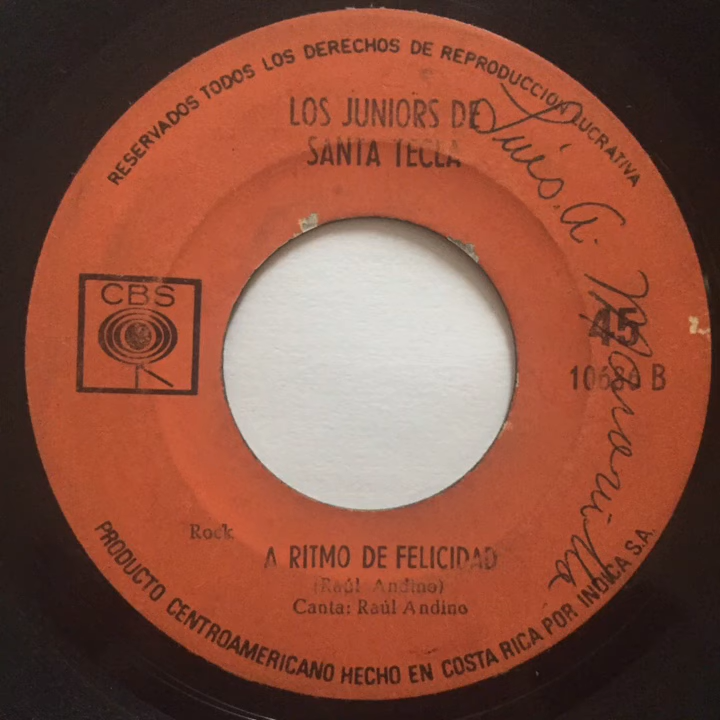 RESERVADOS TODOS LOS DERECHOS DE REPRODUCCION LUCRATIVA
LOS JUNIORS DE
SANTA TECLA
Luis. A.
CBS
45
B
Rock
A RITMO DE FELICIDAD
(Raúl Andino)
Canta: Raúl Andino
PRODUCTO CENTROAMERICANO HECHO EN COSTA RICA POR INDICA S.A.